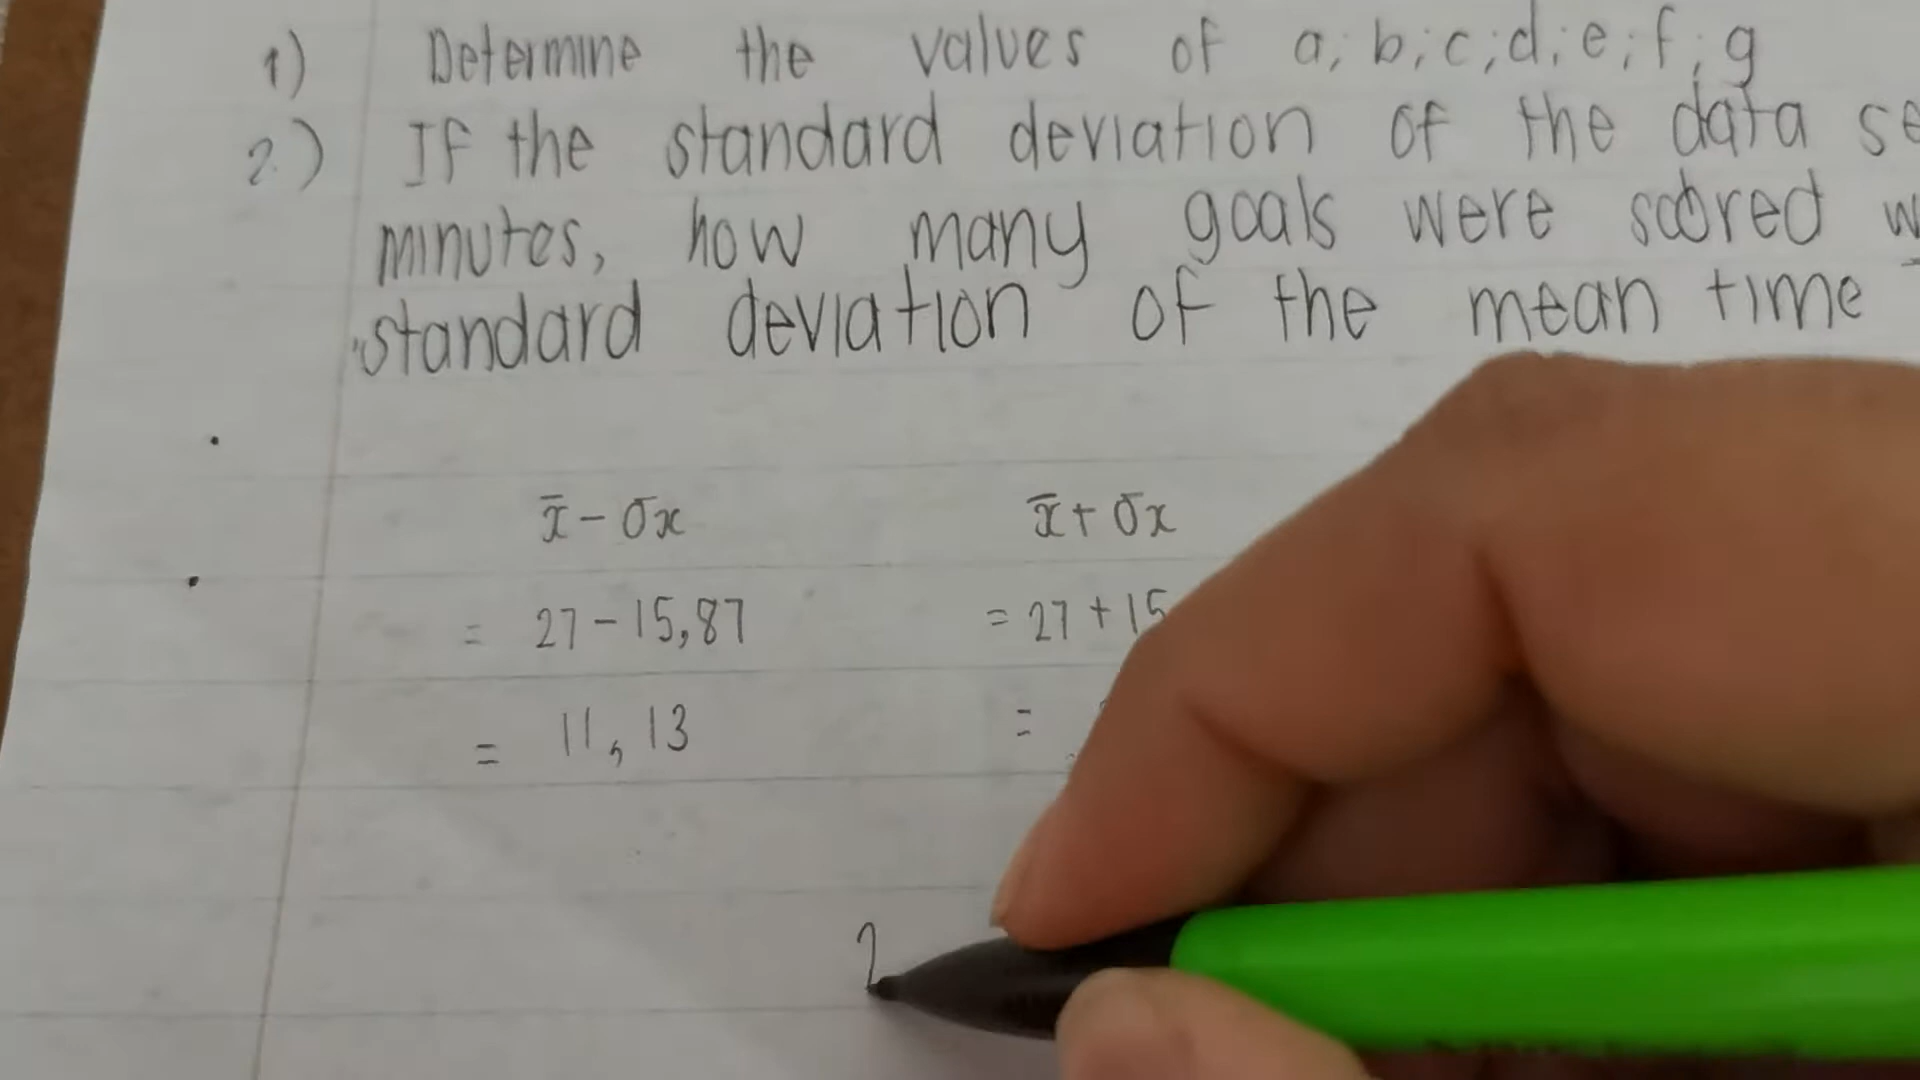 1) Determine the values of a; b; c; d; e; f; g
2.) If the standard deviation of the data
minutes, how many goals were scored
standard deviation of the mean time
x̄ - σx x̄ + σx
= 27 - 15,87 = 27 + 15
= 11,13 =
2